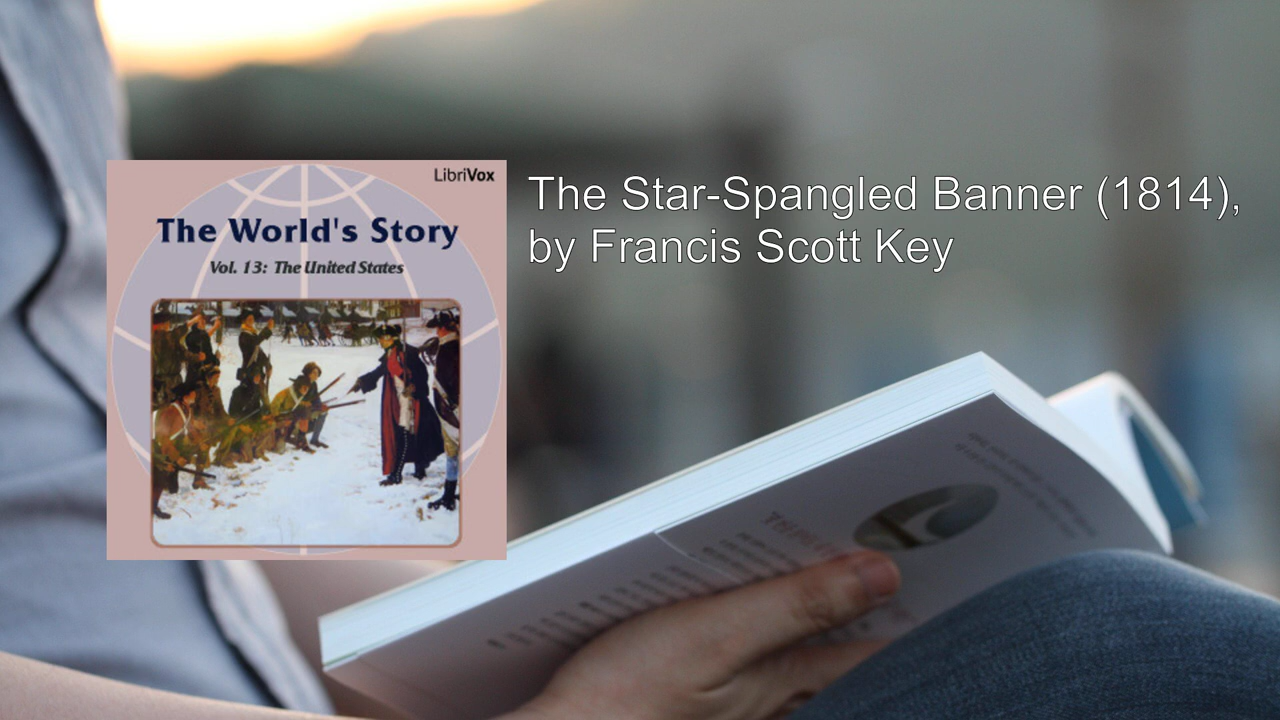 LibriVox
The World's Story
Vol. 13: The United States
The Star-Spangled Banner (1814),
by Francis Scott Key